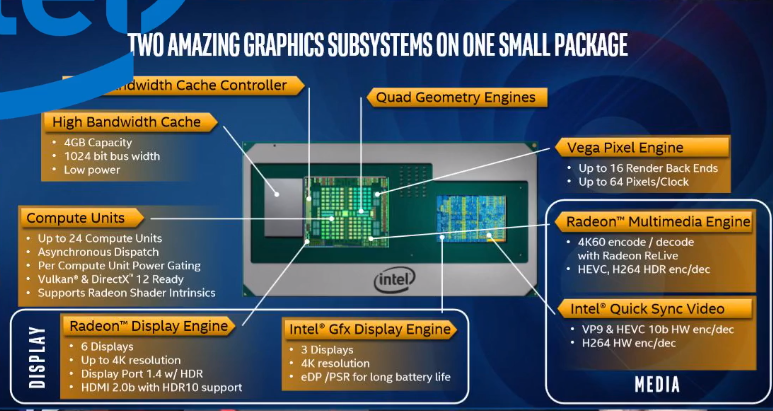 TWO AMAZING GRAPHICS SUBSYSTEMS ON ONE SMALL PACKAGE
Cache Controller
Quad Geometry Engines
High Bandwidth Cache
• 4GB Capacity
• 1024 bit bus width
• Low power
Vega Pixel Engine
• Up to 16 Render Back Ends
• Up to 64 Pixels/Clock
Compute Units
• Up to 24 Compute Units
• Asynchronous Dispatch
• Per Compute Unit Power Gating
• Vulkan® & DirectX™ 12 Ready
• Supports Radeon Shader Intrinsics
Radeon™ Multimedia Engine
• 4K60 encode / decode
with Radeon ReLive
• HEVC, H264 HDR enc/dec
intel
Intel® Quick Sync Video
• VP9 & HEVC 10b HW enc/dec
• H264 HW enc/dec
MEDIA
DISPLAY
Radeon™ Display Engine
• 6 Displays
• Up to 4K resolution
• Display Port 1.4 w/ HDR
• HDMI 2.0b with HDR10 support
Intel® Gfx Display Engine
• 3 Displays
• 4K resolution
• eDP /PSR for long battery life